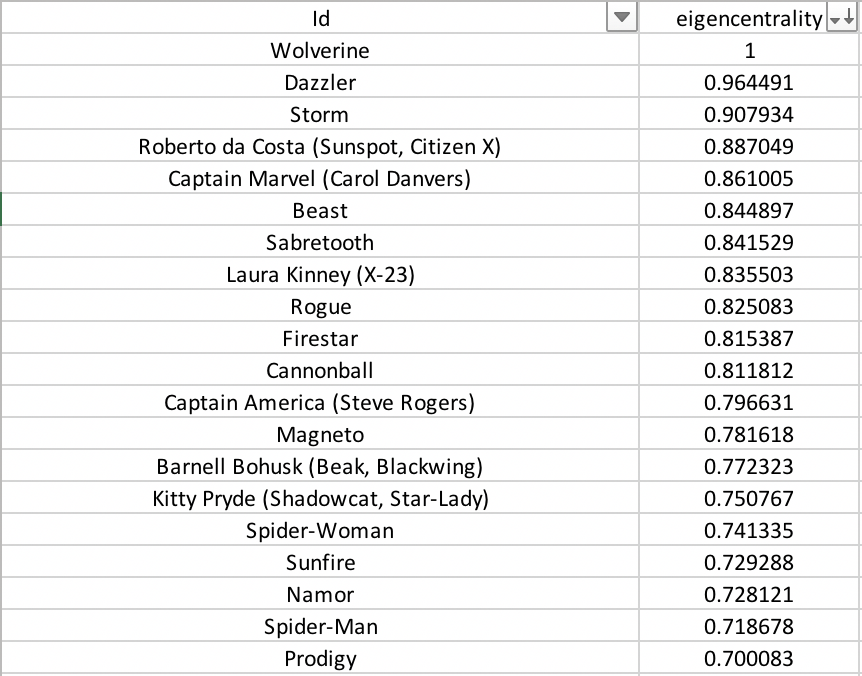 Id eigencentrality
Wolverine 1
Dazzler 0.964491
Storm 0.907934
Roberto da Costa (Sunspot, Citizen X) 0.887049
Captain Marvel (Carol Danvers) 0.861005
Beast 0.844897
Sabretooth 0.841529
Laura Kinney (X-23) 0.835503
Rogue 0.825083
Firestar 0.815387
Cannonball 0.811812
Captain America (Steve Rogers) 0.796631
Magneto 0.781618
Barnell Bohusk (Beak, Blackwing) 0.772323
Kitty Pryde (Shadowcat, Star-Lady) 0.750767
Spider-Woman 0.741335
Sunfire 0.729288
Namor 0.728121
Spider-Man 0.718678
Prodigy 0.700083